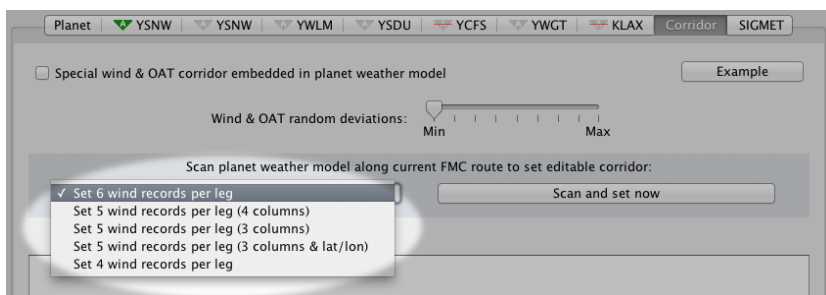 Planet YSNW YSNW YWLM YSDU YCFS YWGT KLAX Corridor SIGMET
Special wind & OAT corridor embedded in planet weather model Example
Wind & OAT random deviations:
Min Max
Scan planet weather model along current FMC route to set editable corridor:
✓ Set 6 wind records per leg Scan and set now
Set 5 wind records per leg (4 columns)
Set 5 wind records per leg (3 columns)
Set 5 wind records per leg (3 columns & lat/lon)
Set 4 wind records per leg